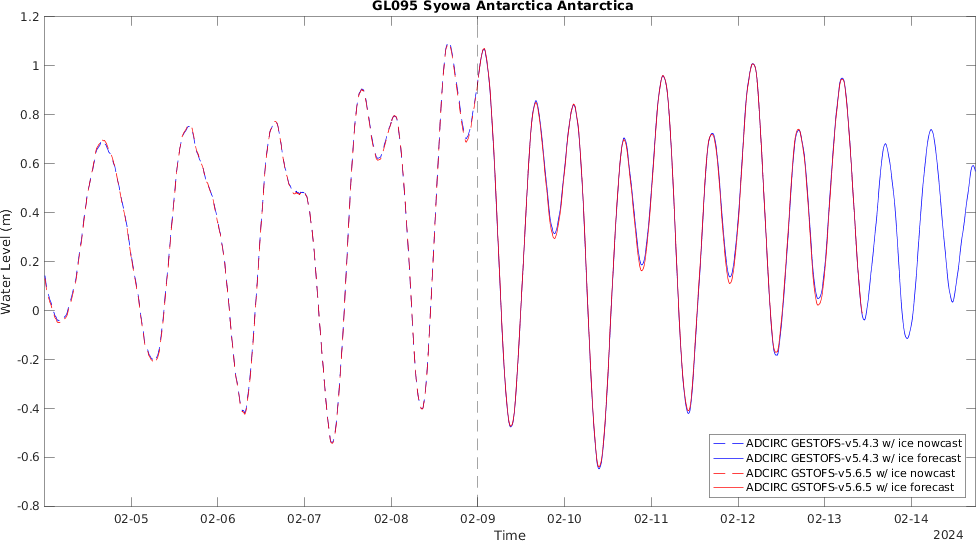 GL095 Syowa Antarctica Antarctica
1.2
1
0.8
0.6
0.4
0.2
0
-0.2
-0.4
-0.6
-0.8
Water Level (m)
ADCIRC GESTOFS-v5.4.3 w/ ice nowcast
ADCIRC GESTOFS-v5.4.3 w/ ice forecast
ADCIRC GSTOFS-v5.6.5 w/ ice nowcast
ADCIRC GSTOFS-v5.6.5 w/ ice forecast
02-05 02-06 02-07 02-08 02-09 02-10 02-11 02-12 02-13 02-14
Time
2024